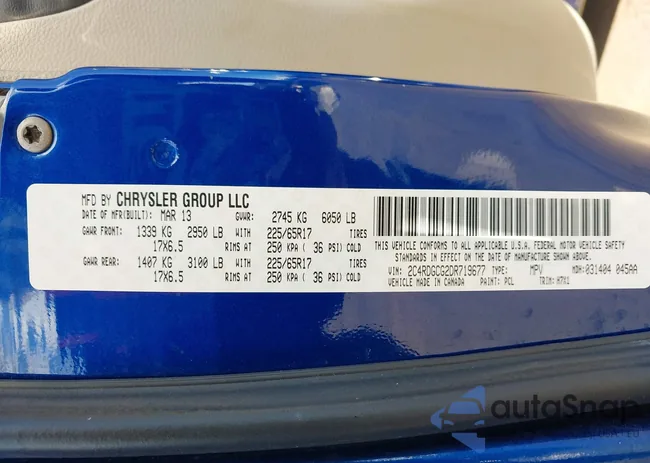 MFD BY CHRYSLER GROUP LLC
DATE OF MFR(BUILT): MAR 13 GVWR: 2745 KG 6050 LB
GAWR FRONT: 1339 KG 2950 LB WITH 225/65R17 TIRES
17X6.5 RIMS AT 250 KPA ( 36 PSI) COLD
GAWR REAR: 1407 KG 3100 LB WITH 225/65R17 TIRES
17X6.5 RIMS AT 250 KPA ( 36 PSI) COLD
THIS VEHICLE CONFORMS TO ALL APPLICABLE U.S.A. FEDERAL MOTOR VEHICLE SAFETY
STANDARDS IN EFFECT ON THE DATE OF MANUFACTURE SHOWN ABOVE.
VIN: 2C4RDGCG2DR719677 TYPE: MPV MDH:031404 045AA
VEHICLE MADE IN CANADA PAINT: PCL TRIM: H7X1
autoSnap